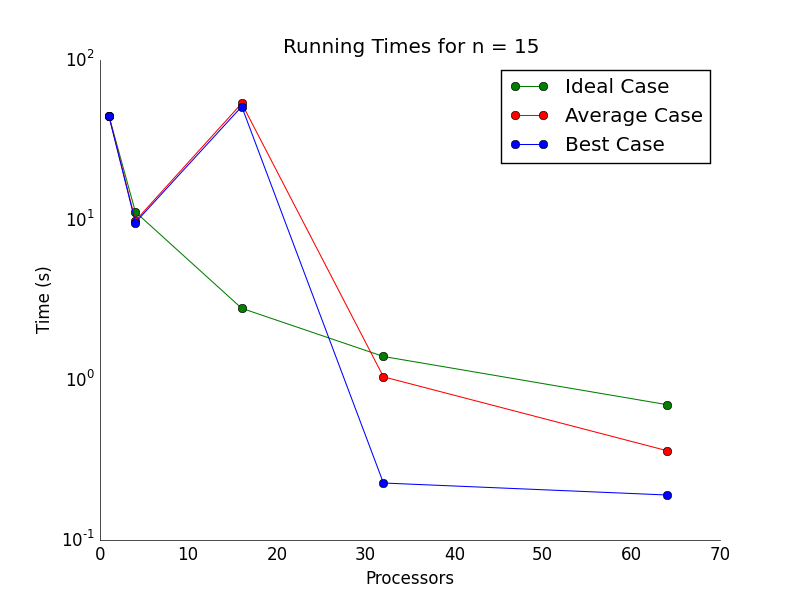 Running Times for n = 15
Ideal Case
Average Case
Best Case
Time (s)
10^2
10^1
10^0
10^-1
0 10 20 30 40 50 60 70
Processors